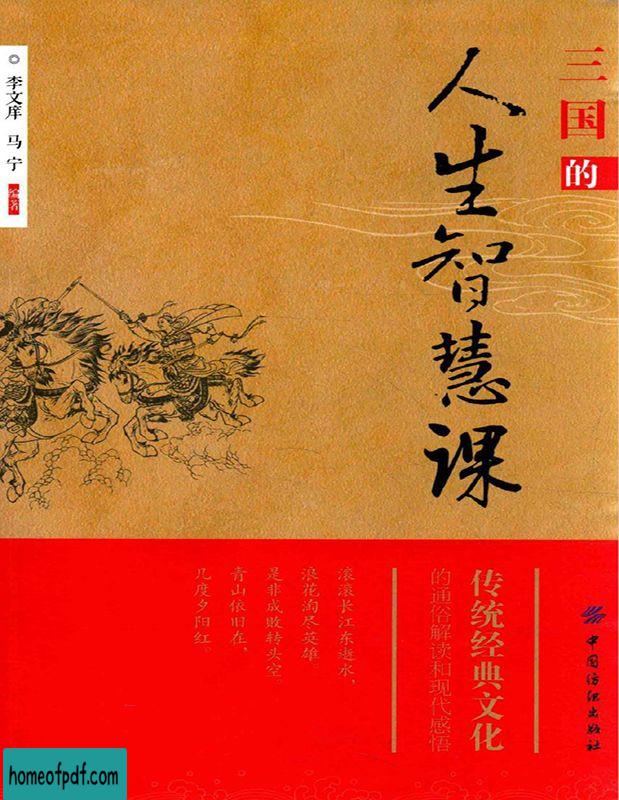 三国的
人生智慧课
李文库 马宁 编著
传统经典文化
的通俗解读和现代感悟
滚滚长江东逝水，
浪花淘尽英雄。
是非成败转头空。
青山依旧在，
几度夕阳红。
中国纺织出版社
homeofpdf.com